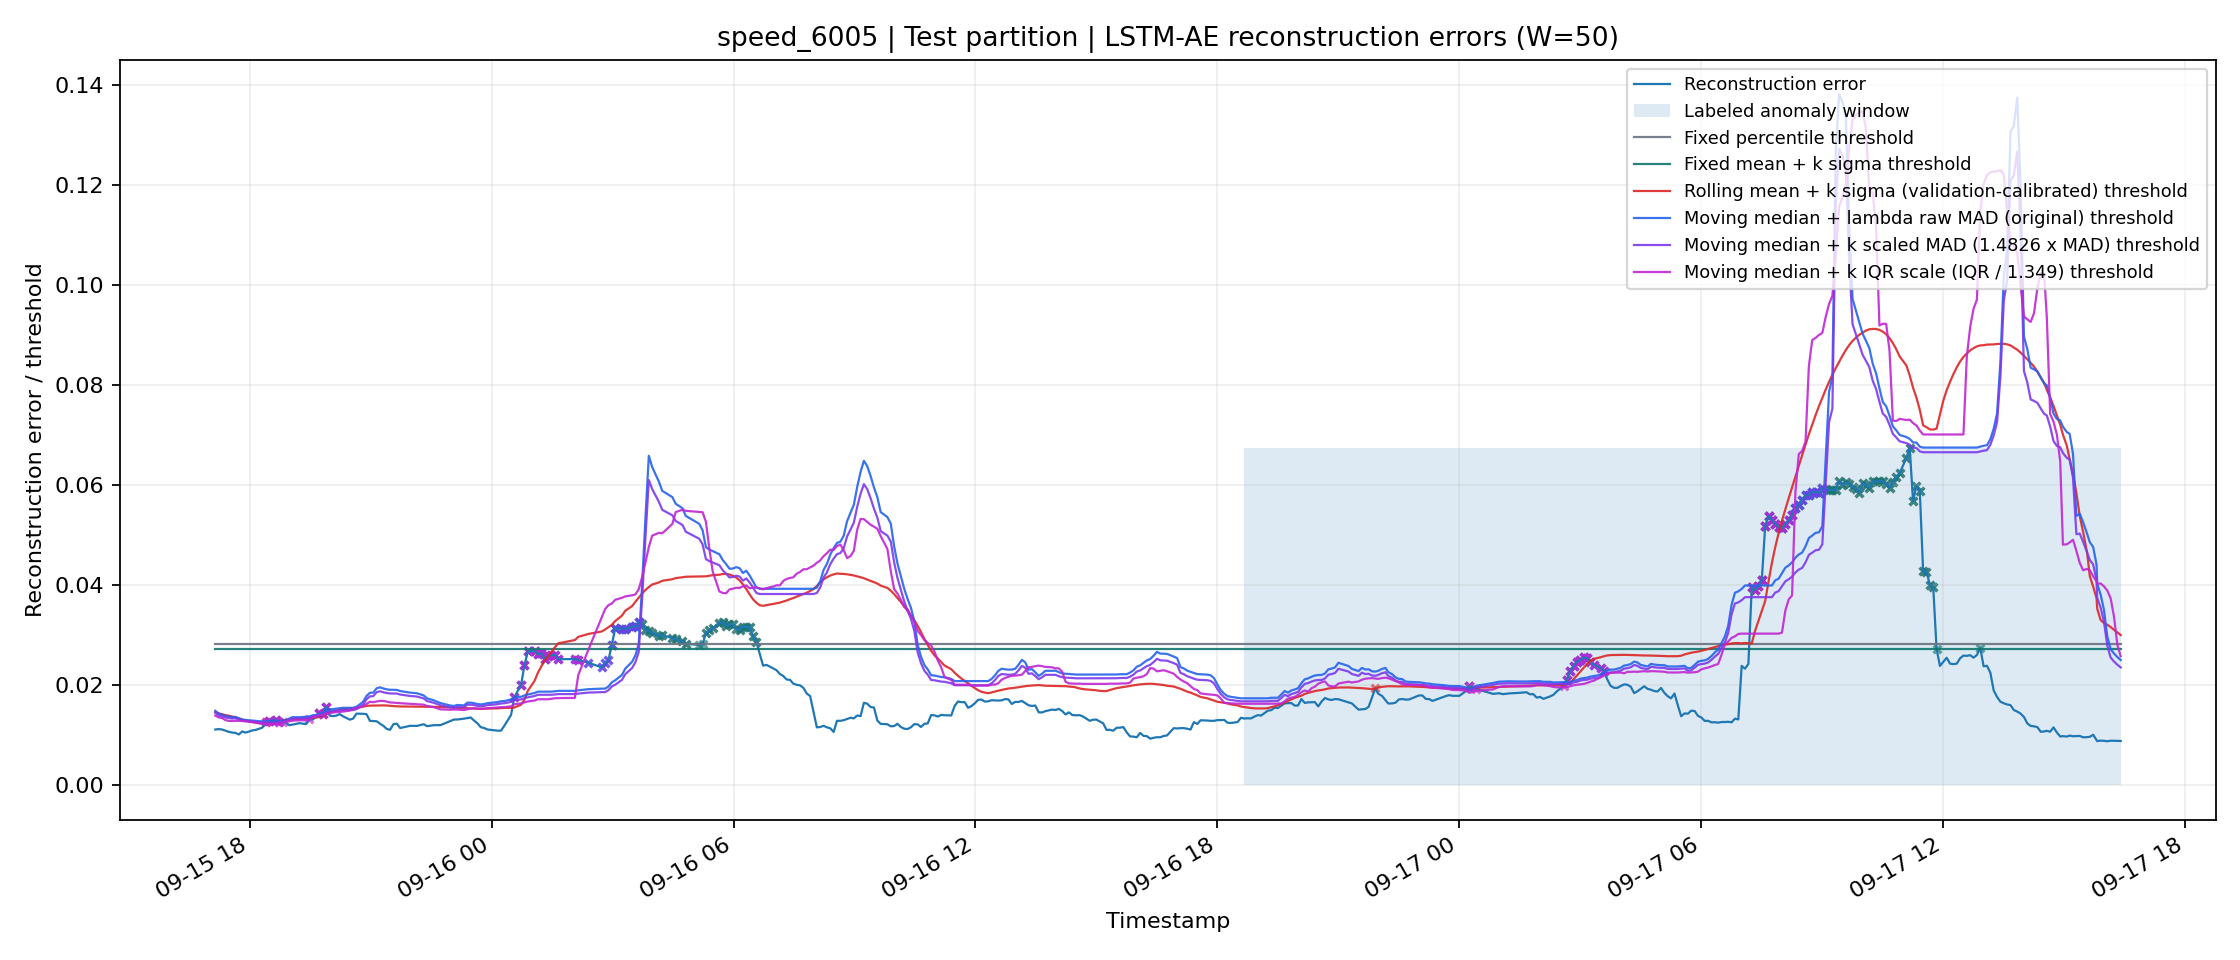 speed_6005 | Test partition | LSTM-AE reconstruction errors (W=50)
Reconstruction error / threshold
0.14
0.12
0.10
0.08
0.06
0.04
0.02
0.00
Reconstruction error
Labeled anomaly window
Fixed percentile threshold
Fixed mean + k sigma threshold
Rolling mean + k sigma (validation-calibrated) threshold
Moving median + lambda raw MAD (original) threshold
Moving median + k scaled MAD (1.4826 x MAD) threshold
Moving median + k IQR scale (IQR / 1.349) threshold
09-15 18
09-16 00
09-16 06
09-16 12
09-16 18
09-17 00
09-17 06
09-17 12
09-17 18
Timestamp